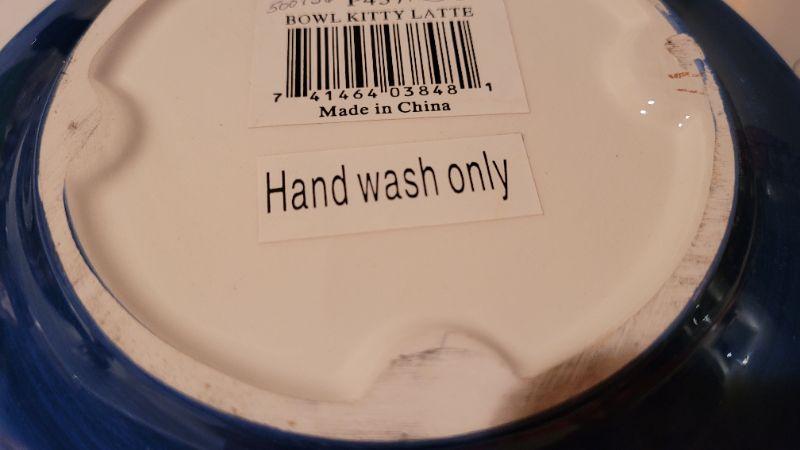 BOWL KITTY LATTE
7 41464 03848 1
Made in China
Hand wash only